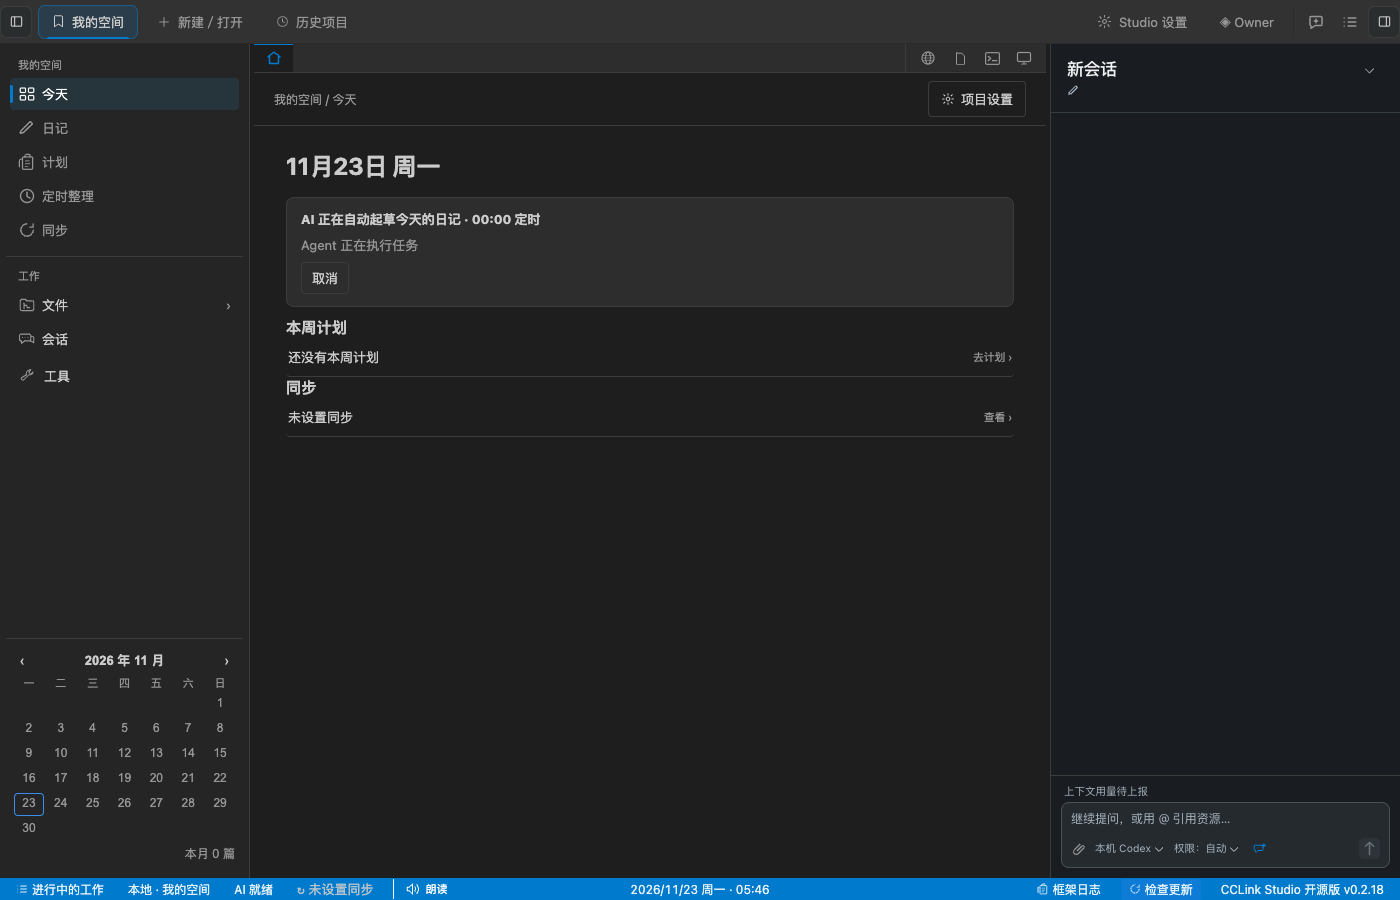 我的空间
新建 / 打开
历史项目
Studio 设置
Owner
我的空间
今天
日记
计划
定时整理
同步
工作
文件
会话
工具
2026 年 11 月
一 二 三 四 五 六 日
1
2 3 4 5 6 7 8
9 10 11 12 13 14 15
16 17 18 19 20 21 22
23 24 25 26 27 28 29
30
本月 0 篇
我的空间 / 今天
项目设置
11月23日 周一
AI 正在自动起草今天的日记 · 00:00 定时
Agent 正在执行任务
取消
本周计划
还没有本周计划
去计划 ›
同步
未设置同步
查看 ›
新会话
上下文用量待上报
继续提问，或用 @ 引用资源...
本机 Codex
权限：自动
进行中的工作
本地 · 我的空间
AI 就绪
未设置同步
朗读
2026/11/23 周一 · 05:46
框架日志
检查更新
CCLink Studio 开源版 v0.2.18